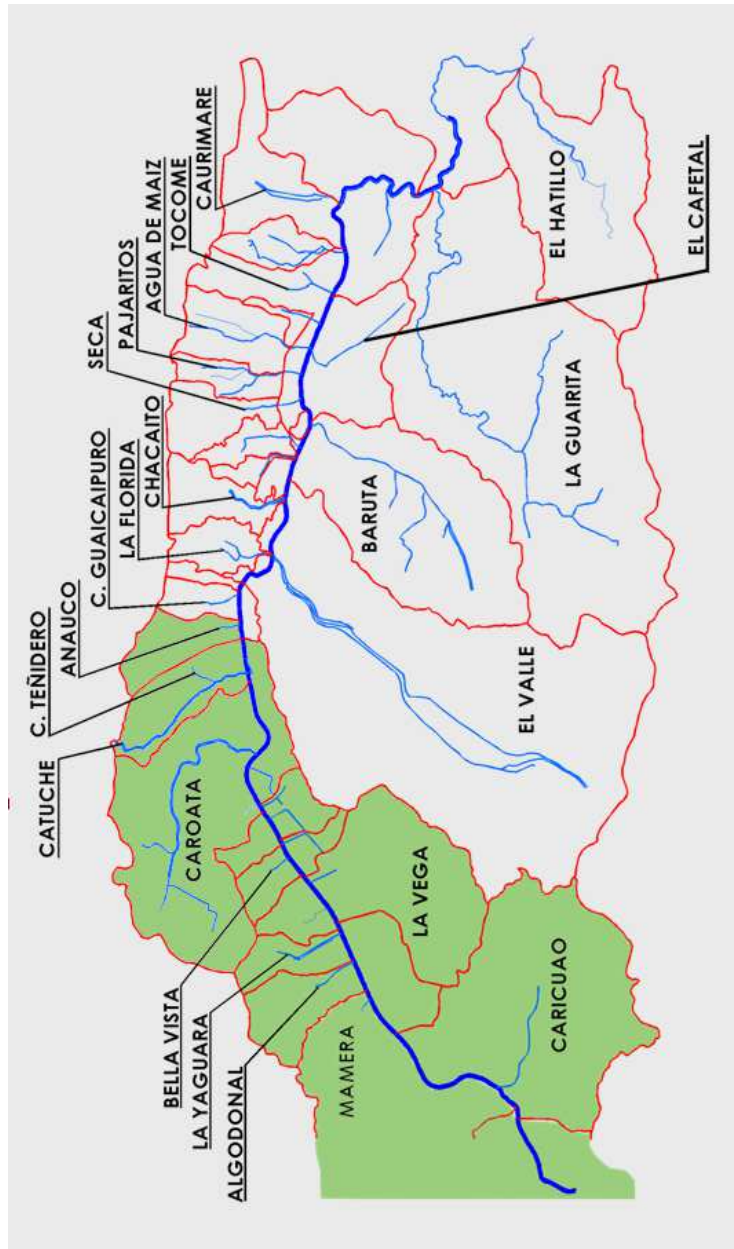 CATUCHE
C. TEÑIDERO
ANAUCO
C. GUAICAIPURO
LA FLORIDA
CHACAITO
SECA
PAJARITOS
AGUA DE MAIZ
TOCOME
CAURIMARE
CAROATA
BELLA VISTA
LA YAGUARA
ALGODONAL
MAMERA
LA VEGA
CARICUAO
EL VALLE
BARUTA
LA GUAIRITA
EL HATILLO
EL CAFETAL